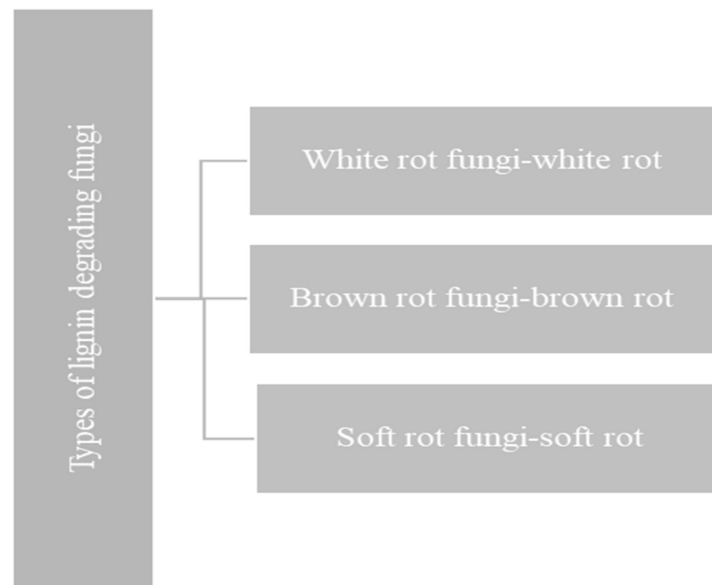 Types of lignin degrading fungi
White rot fungi-white rot
Brown rot fungi-brown rot
Soft rot fungi-soft rot